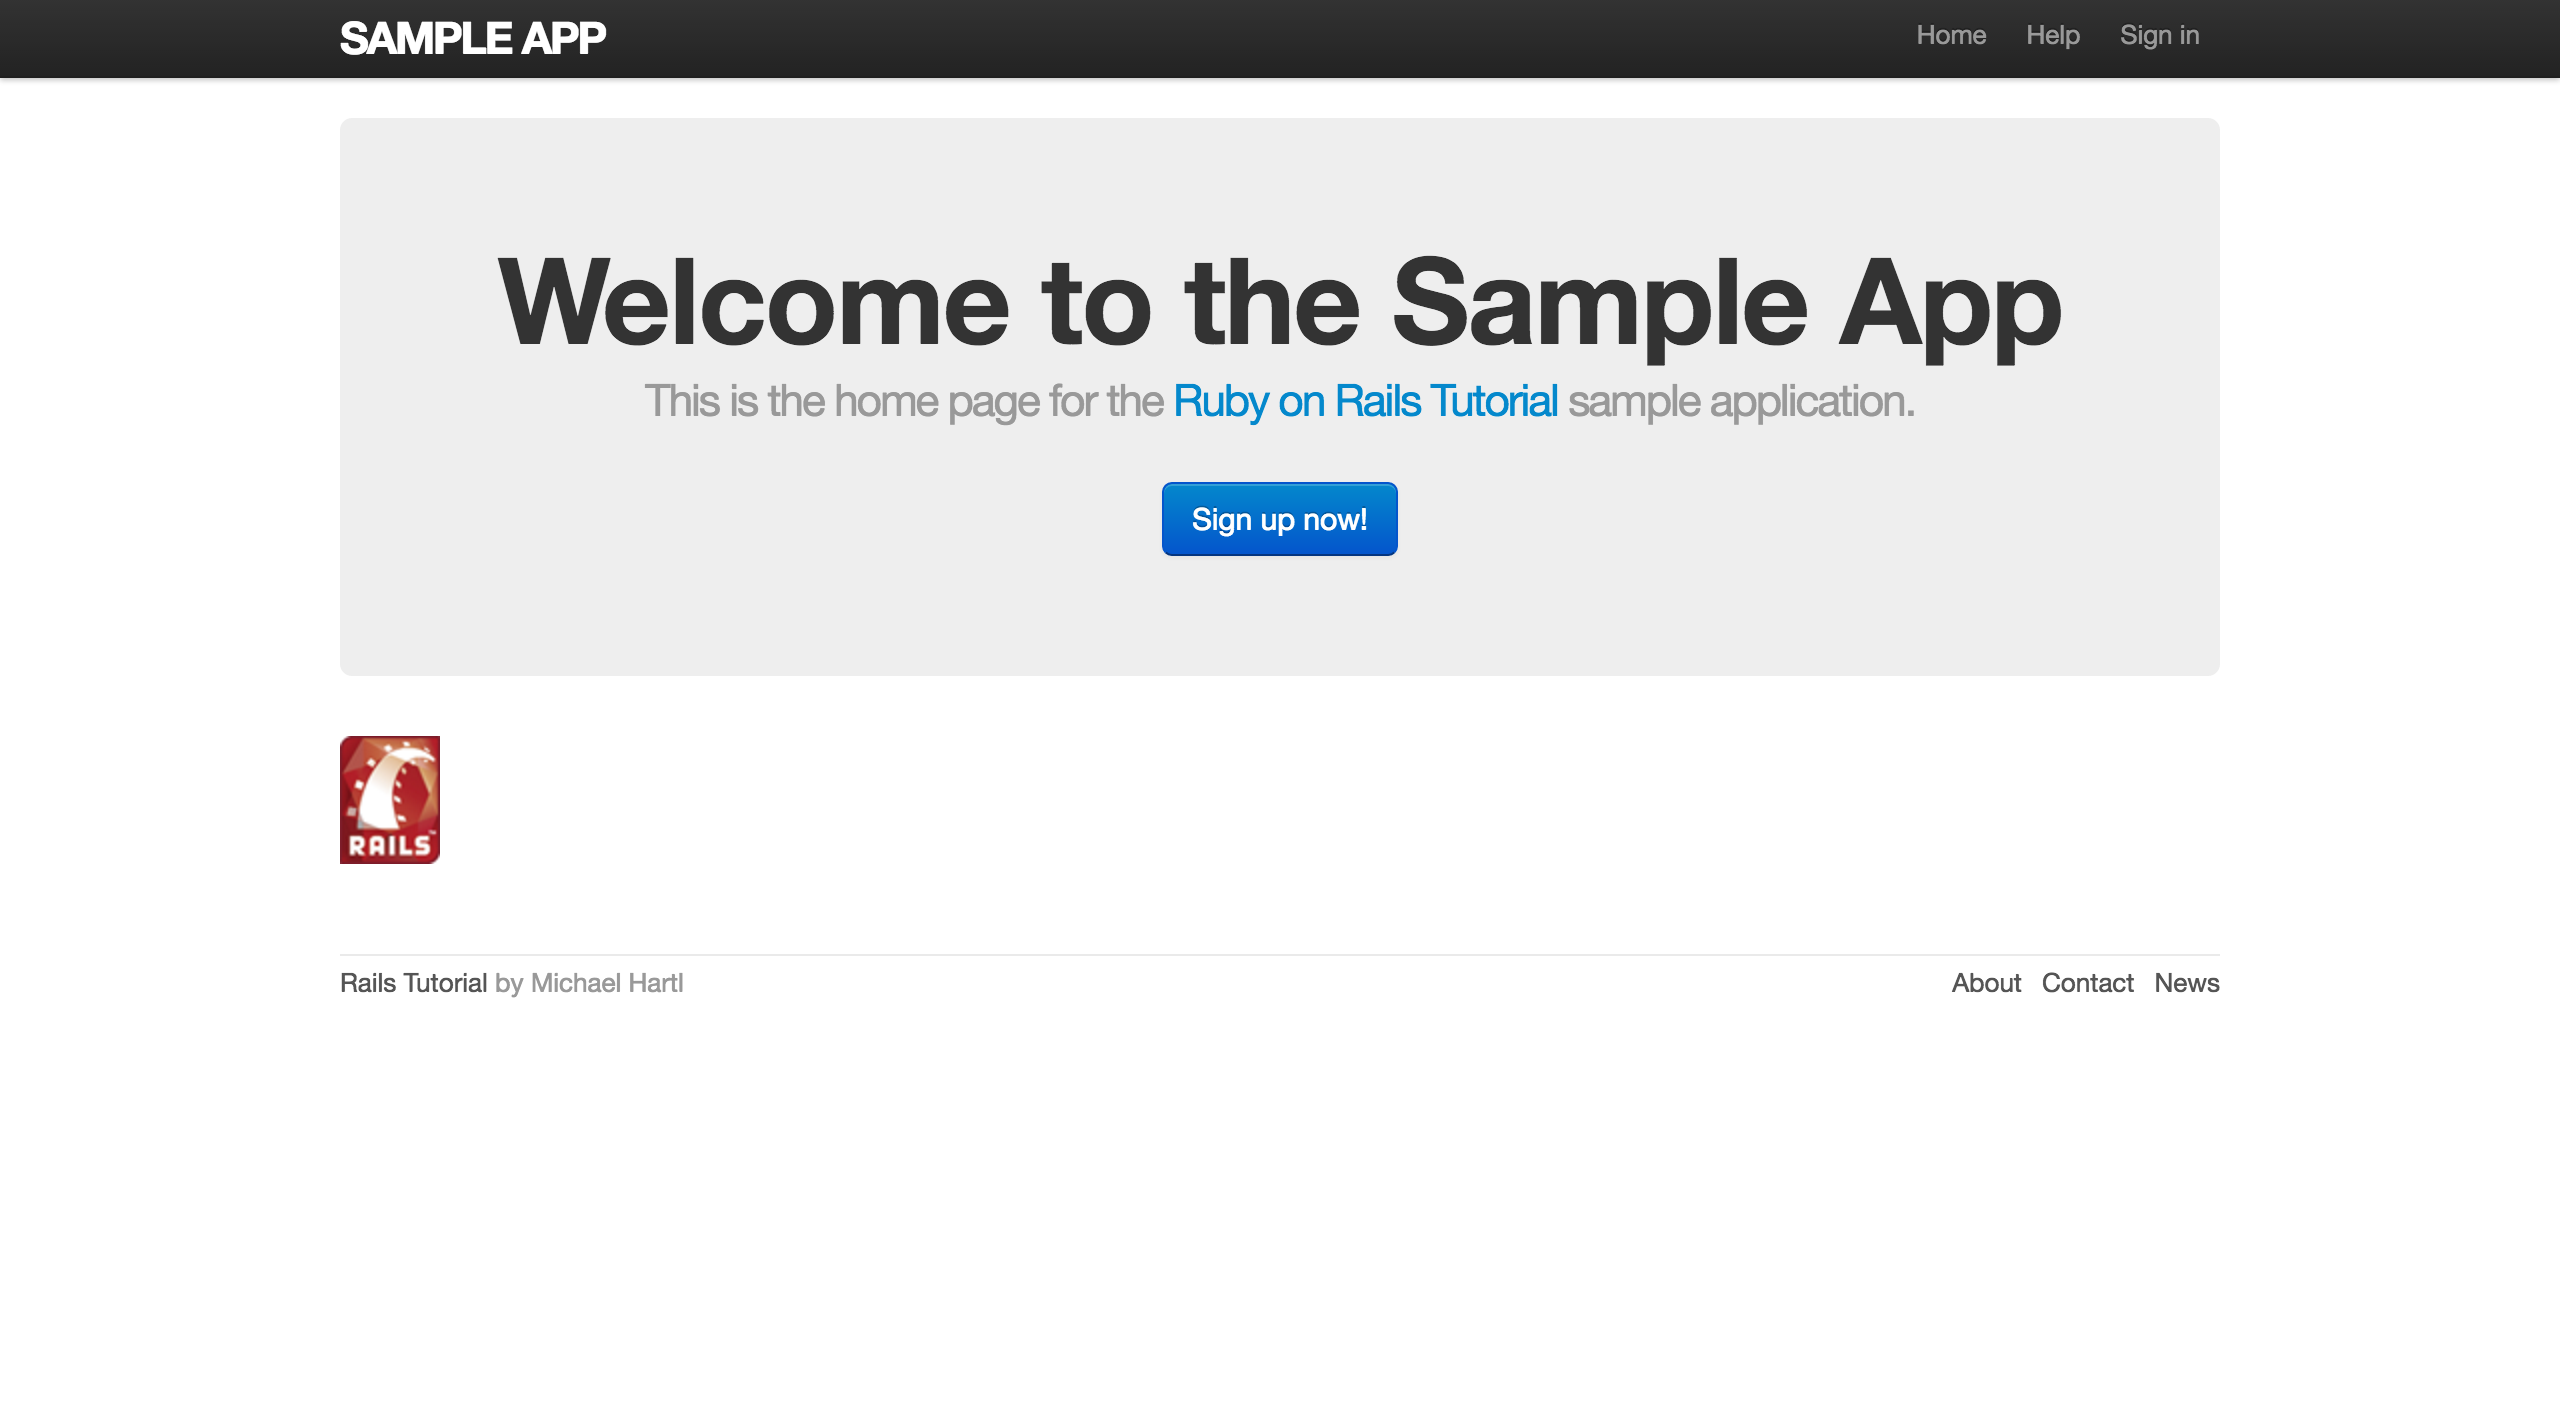 SAMPLE APP
Home Help Sign in
Welcome to the Sample App
This is the home page for the Ruby on Rails Tutorial sample application.
Sign up now!
RAILS™
Rails Tutorial by Michael Hartl
About Contact News